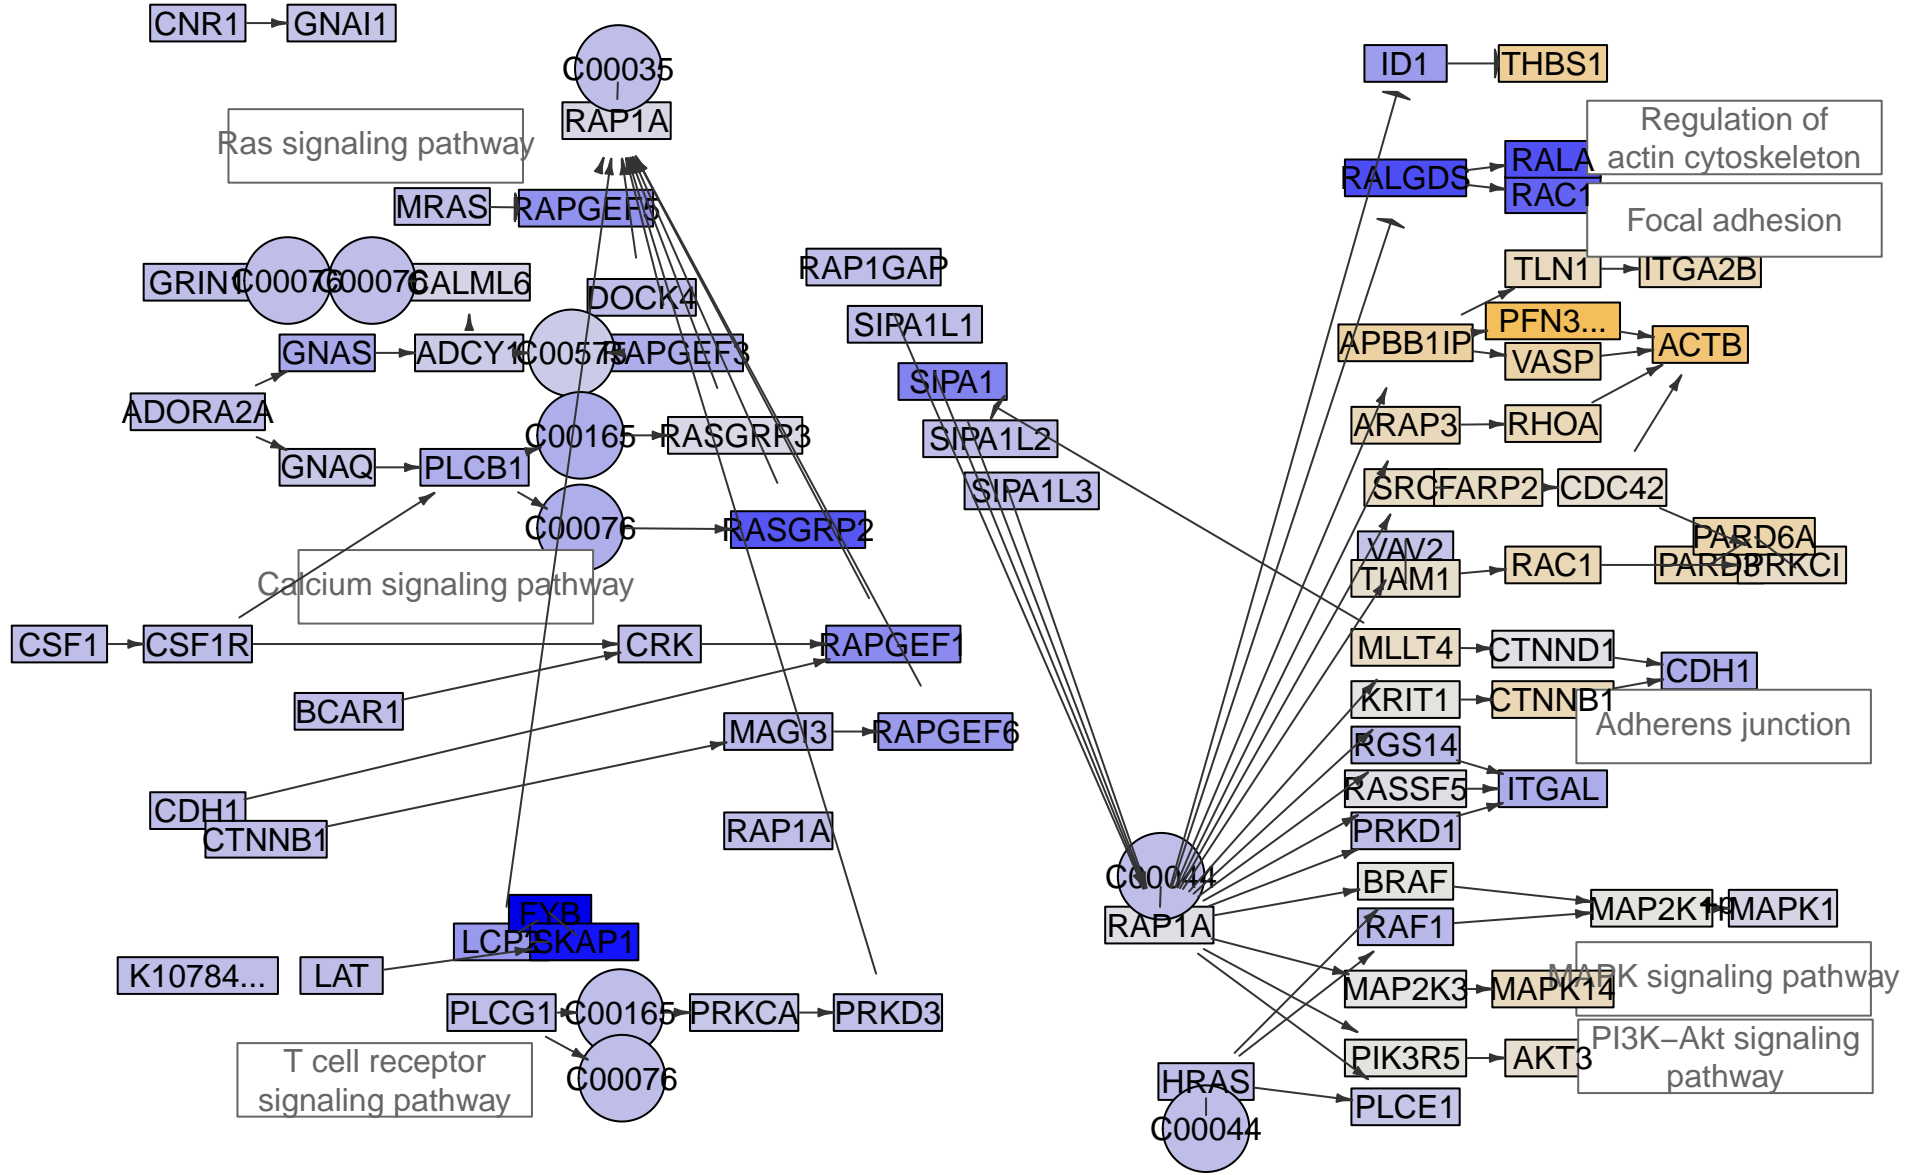 CNR1
GNAI1
C00035
RAP1A
Ras signaling pathway
MRAS
RAPGEF5
GRIN1
C00076
C00076
CALML6
DOCK4
GNAS
ADCY1
C00575
RAPGEF3
ADORA2A
C00165
RASGRP3
GNAQ
PLCB1
C00076
RASGRP2
Calcium signaling pathway
CSF1
CSF1R
CRK
RAPGEF1
BCAR1
MAGI3
RAPGEF6
CDH1
CTNNB1
RAP1A
FYB
LCP2
SKAP1
K10784...
LAT
PLCG1
C00165
PRKCA
PRKD3
C00076
T cell receptor
signaling pathway
RAP1GAP
SIPA1L1
SIPA1
SIPA1L2
SIPA1L3
C00044
RAP1A
HRAS
C00044
ID1
THBS1
Regulation of
actin cytoskeleton
RALGDS
RALA
RAC1
Focal adhesion
TLN1
ITGA2B
APBB1IP
PFN3...
VASP
ACTB
ARAP3
RHOA
SRC
FARP2
CDC42
VAV2
TIAM1
RAC1
PARD6A
PARD3
PRKCI
MLLT4
CTNND1
CDH1
KRIT1
CTNNB1
Adherens junction
RGS14
RASSF5
ITGAL
PRKD1
BRAF
RAF1
MAP2K1
+p
MAPK1
MAP2K3
MAPK14
MAPK signaling pathway
PIK3R5
AKT3
PI3K−Akt signaling
pathway
PLCE1